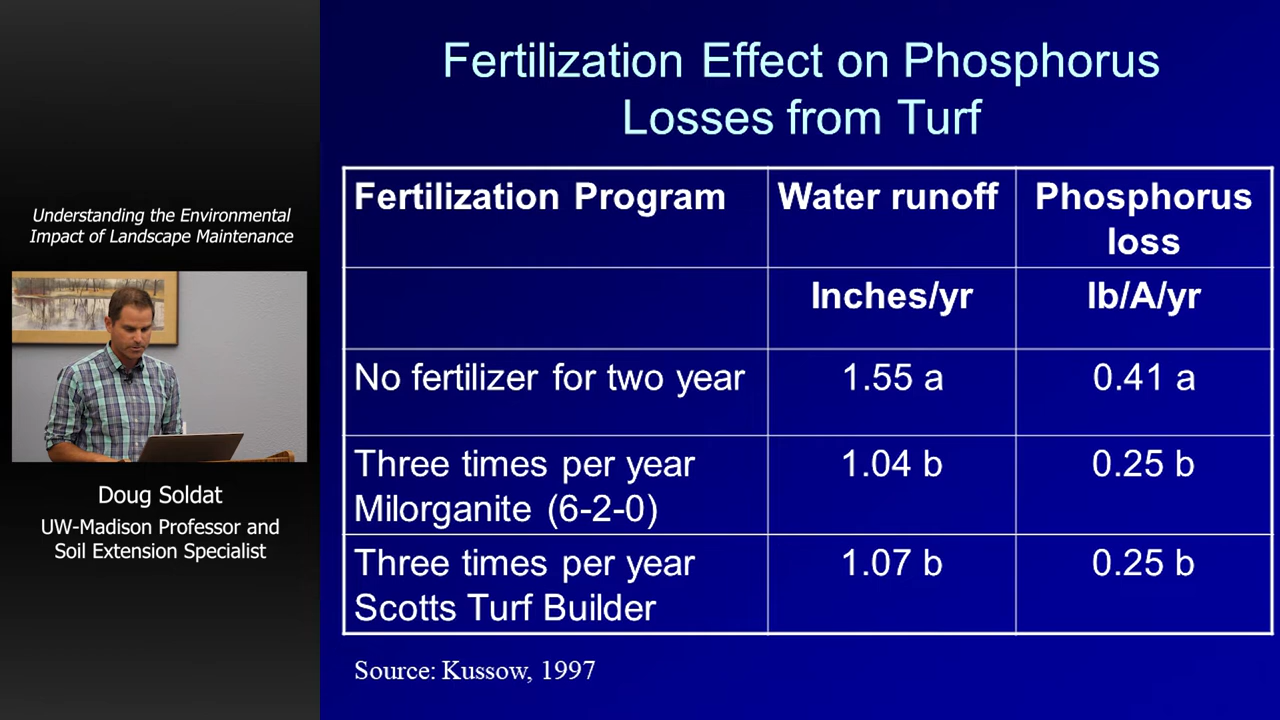 Understanding the Environmental
Impact of Landscape Maintenance
Doug Soldat
UW-Madison Professor and
Soil Extension Specialist
Fertilization Effect on Phosphorus
Losses from Turf
Fertilization Program Water runoff Phosphorus
loss
Inches/yr lb/A/yr
No fertilizer for two year 1.55 a 0.41 a
Three times per year 1.04 b 0.25 b
Milorganite (6-2-0)
Three times per year 1.07 b 0.25 b
Scotts Turf Builder
Source: Kussow, 1997